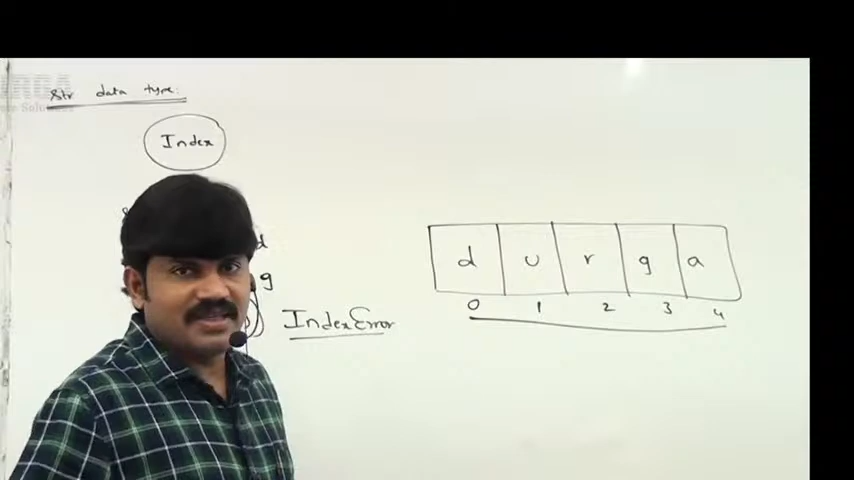 Str data type:
Index
d
g
IndexError
d u r g a
0 1 2 3 4